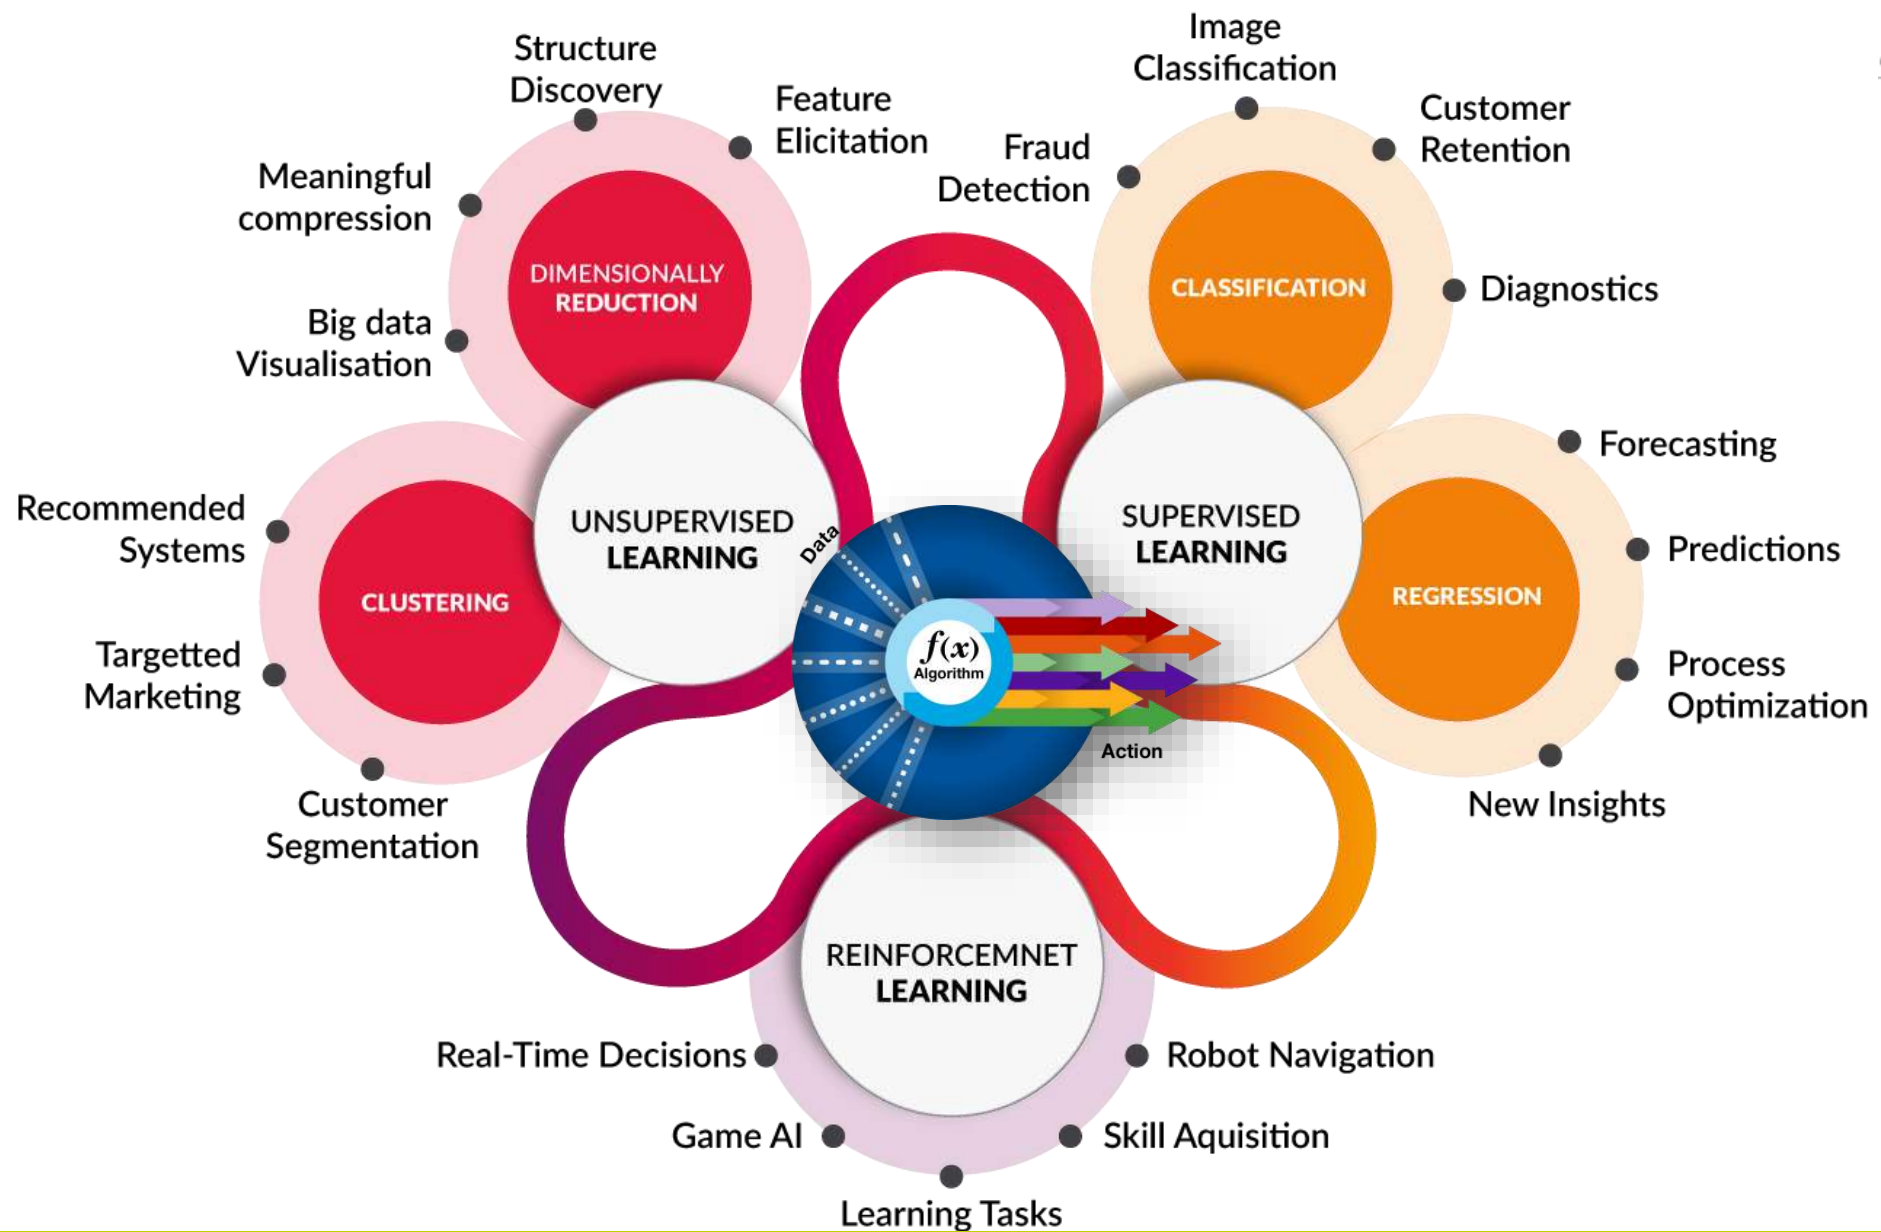 Structure
Discovery
Feature
Elicitation
Meaningful
compression
Big data
Visualisation
DIMENSIONALLY
REDUCTION
Image
Classification
Customer
Retention
Fraud
Detection
Diagnostics
CLASSIFICATION
UNSUPERVISED
LEARNING
SUPERVISED
LEARNING
Recommended
Systems
Targetted
Marketing
Customer
Segmentation
CLUSTERING
Forecasting
Predictions
Process
Optimization
New Insights
REGRESSION
Data
f(x)
Algorithm
Action
REINFORCEMNET
LEARNING
Real-Time Decisions
Robot Navigation
Game AI
Skill Aquisition
Learning Tasks